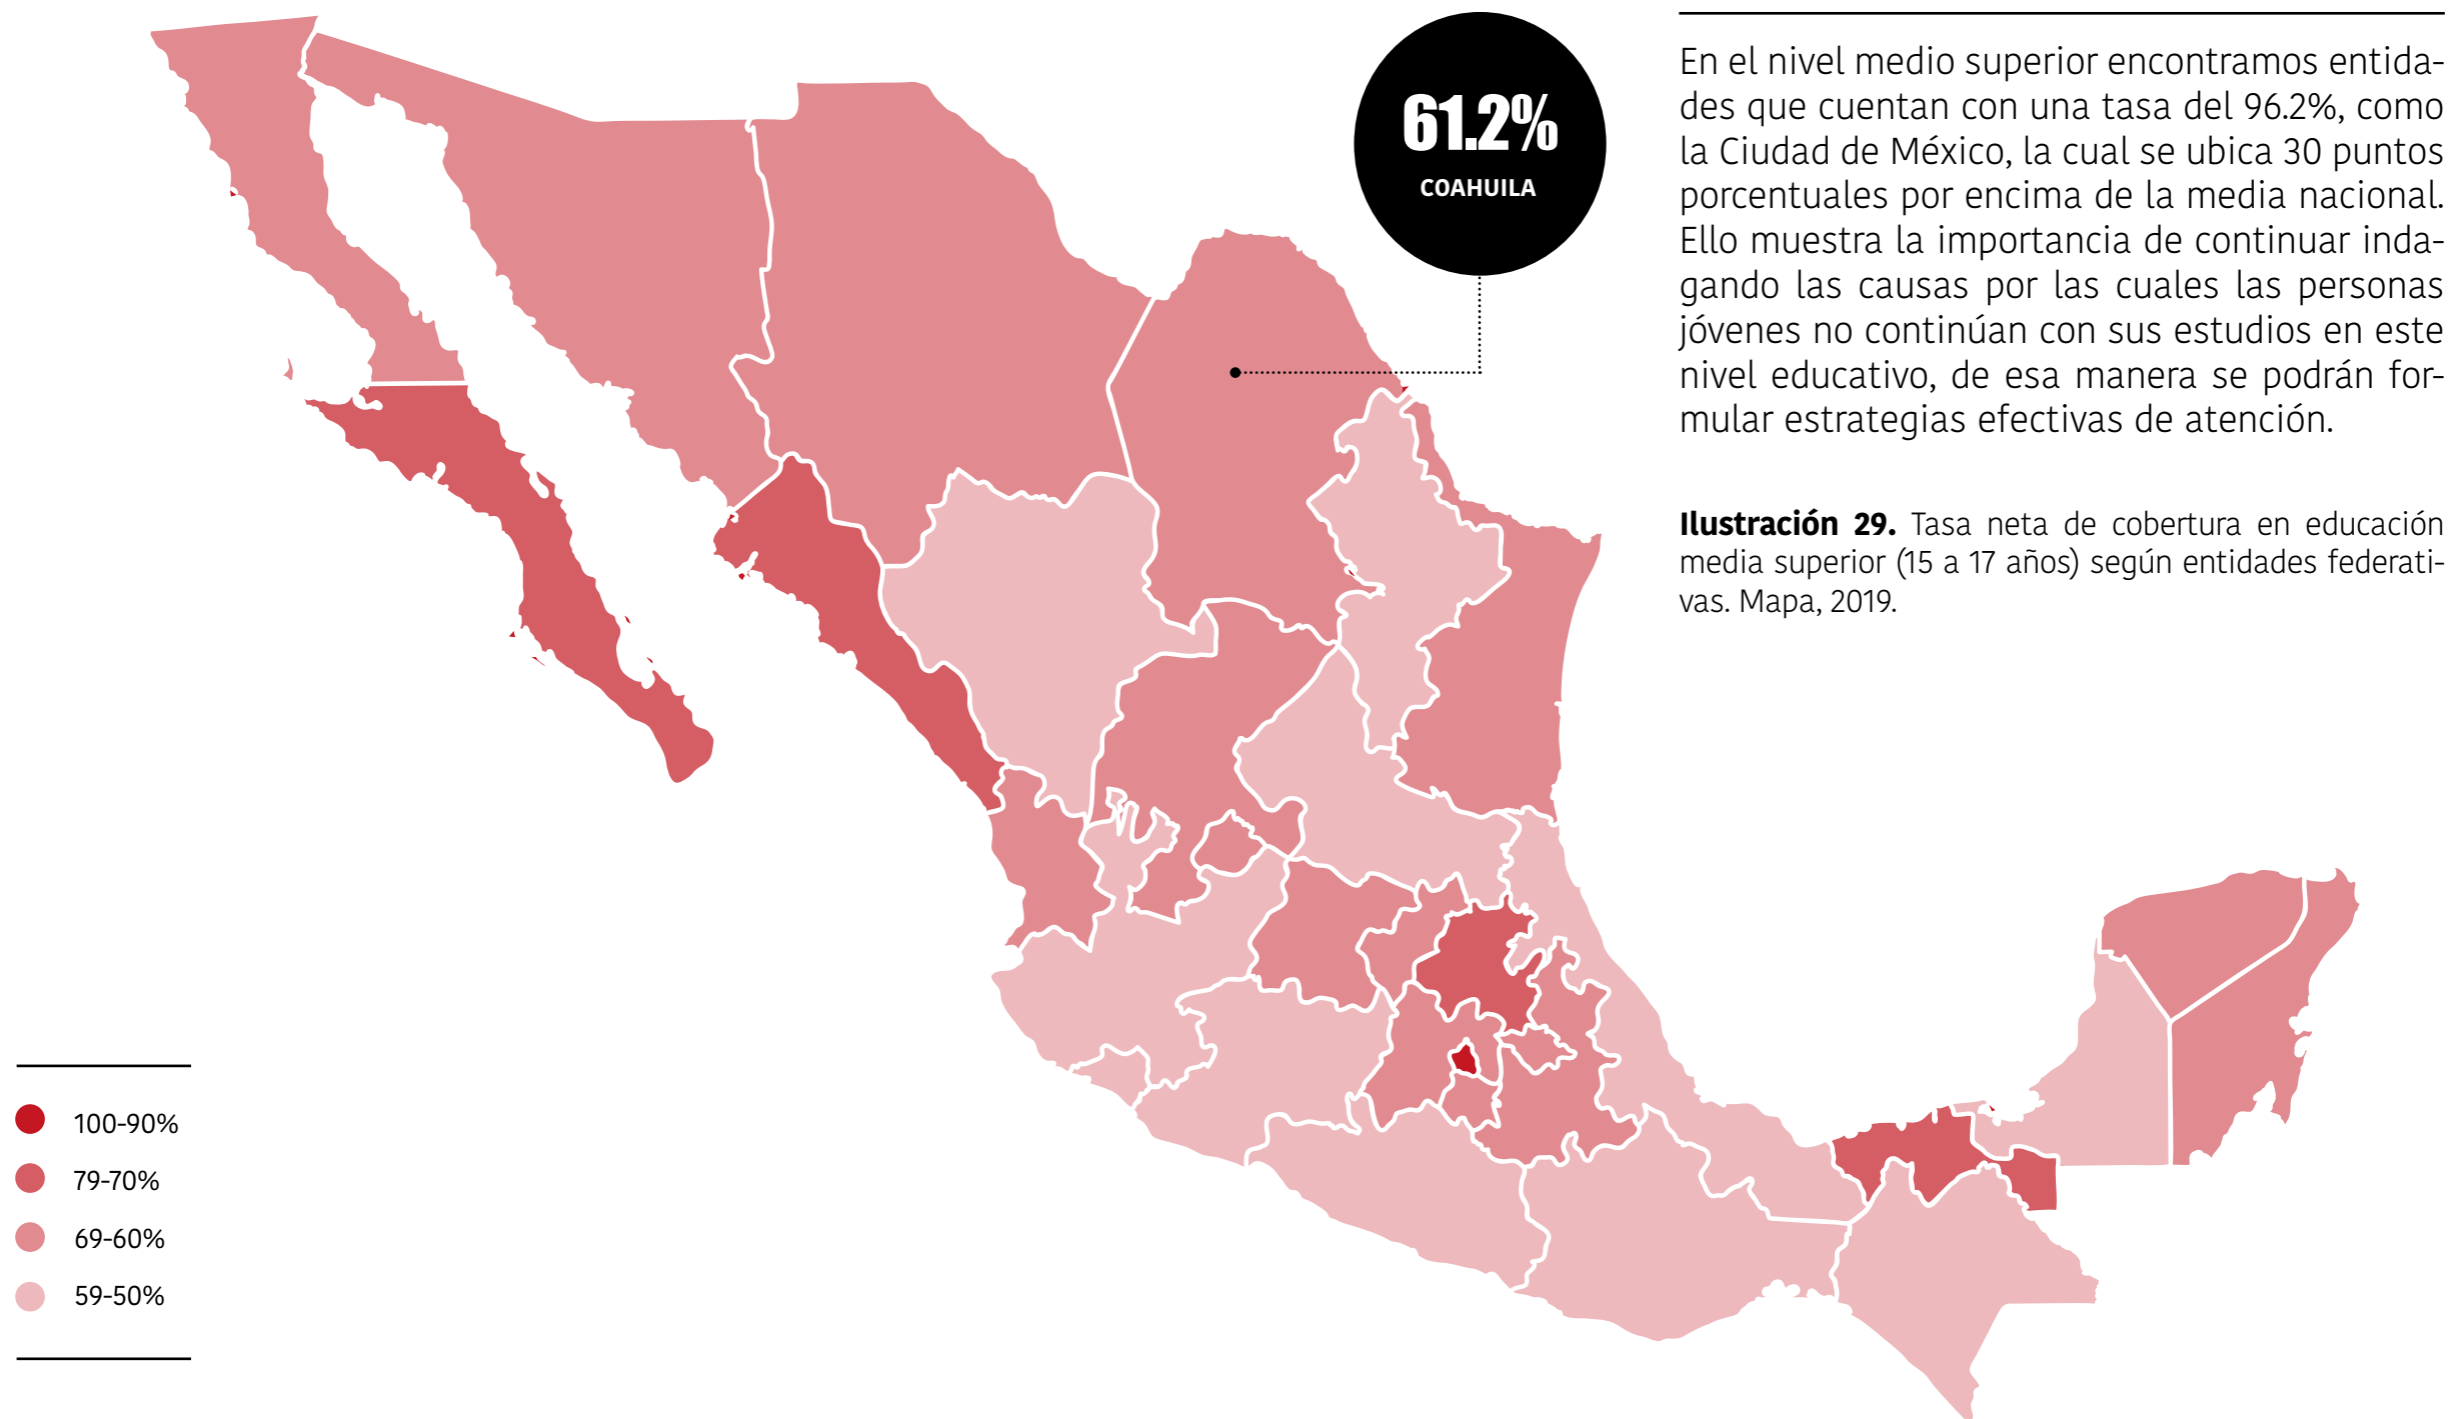 61.2%
COAHUILA
En el nivel medio superior encontramos entida-
des que cuentan con una tasa del 96.2%, como
la Ciudad de México, la cual se ubica 30 puntos
porcentuales por encima de la media nacional.
Ello muestra la importancia de continuar inda-
gando las causas por las cuales las personas
jóvenes no continúan con sus estudios en este
nivel educativo, de esa manera se podrán for-
mular estrategias efectivas de atención.
Ilustración 29. Tasa neta de cobertura en educación
media superior (15 a 17 años) según entidades federati-
vas. Mapa, 2019.
100-90%
79-70%
69-60%
59-50%